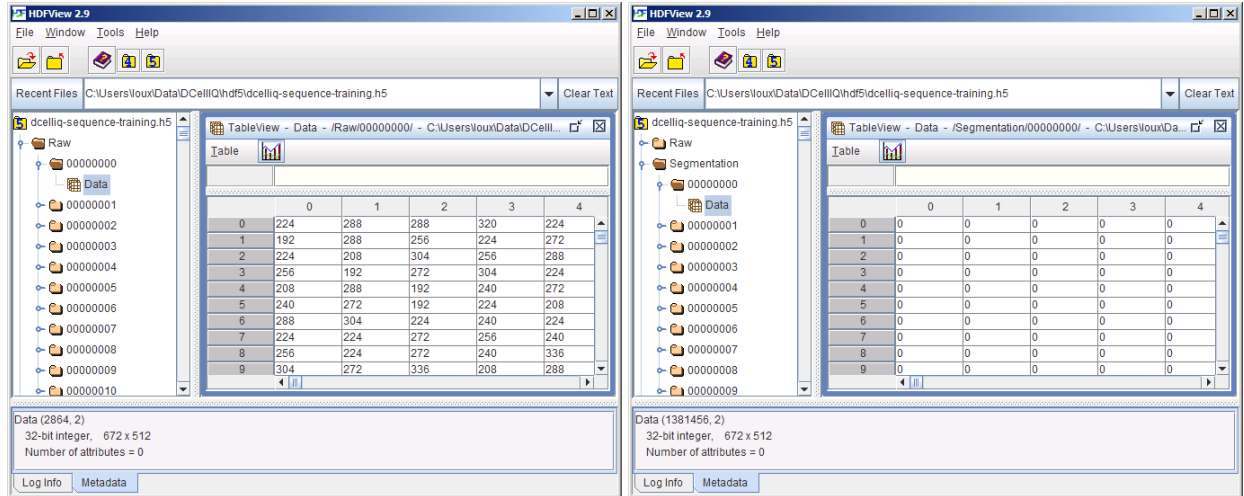 HDFView 2.9
File Window Tools Help
Recent Files C:\Users\loux\Data\DCellIQ\hdf5\dcelliq-sequence-training.h5 Clear Text
dcelliq-sequence-training.h5
Raw
00000000
Data
00000001
00000002
00000003
00000004
00000005
00000006
00000007
00000008
00000009
00000010
TableView - Data - /Raw/00000000/ - C:\Users\loux\Data\DCelll...
Table
0 1 2 3 4
0 224 288 288 320 224
1 192 288 256 224 272
2 224 208 304 256 288
3 256 192 272 304 224
4 208 288 192 240 272
5 240 272 192 224 208
6 288 304 224 240 224
7 224 224 272 256 240
8 256 224 272 240 336
9 304 272 336 208 288
Data (2864, 2)
32-bit integer, 672 x 512
Number of attributes = 0
Log Info Metadata
HDFView 2.9
File Window Tools Help
Recent Files C:\Users\loux\Data\DCellIQ\hdf5\dcelliq-sequence-training.h5 Clear Text
dcelliq-sequence-training.h5
Raw
Segmentation
00000000
Data
00000001
00000002
00000003
00000004
00000005
00000006
00000007
00000008
00000009
TableView - Data - /Segmentation/00000000/ - C:\Users\loux\Da...
Table
0 1 2 3 4
0 0 0 0 0 0
1 0 0 0 0 0
2 0 0 0 0 0
3 0 0 0 0 0
4 0 0 0 0 0
5 0 0 0 0 0
6 0 0 0 0 0
7 0 0 0 0 0
8 0 0 0 0 0
9 0 0 0 0 0
Data (1381456, 2)
32-bit integer, 672 x 512
Number of attributes = 0
Log Info Metadata